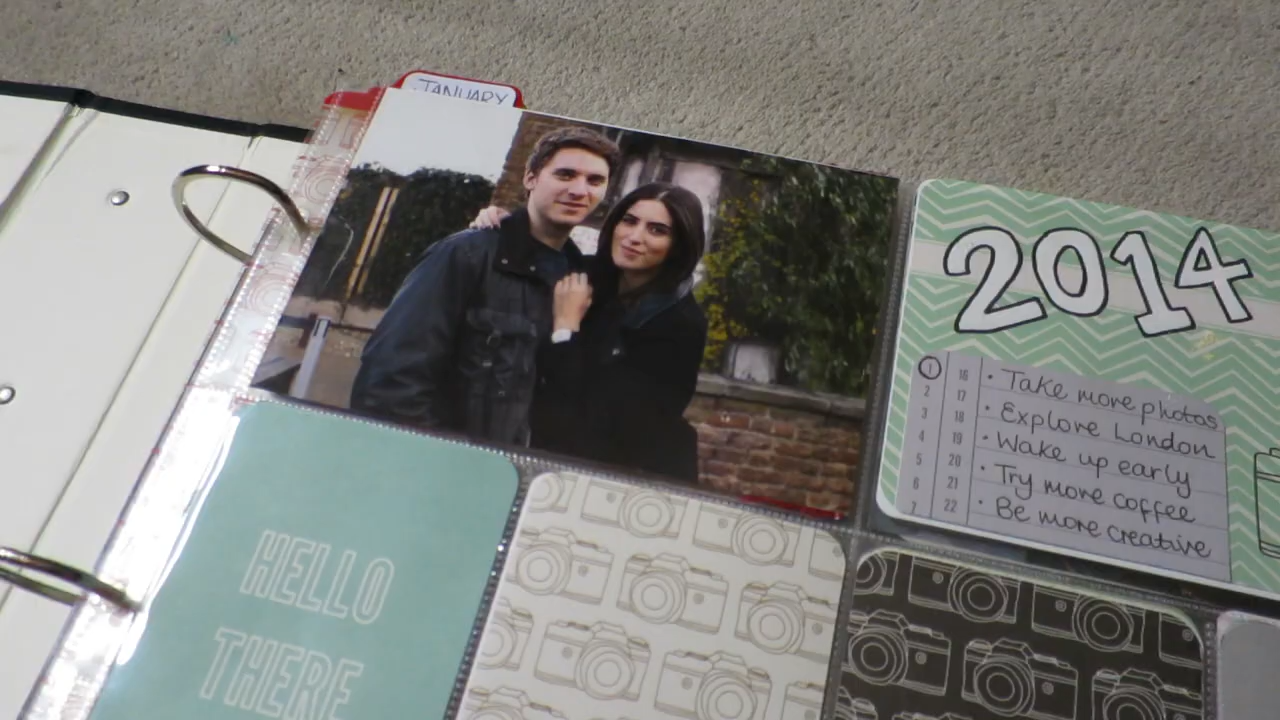 JANUARY
2014
1 16 • Take more photos
2 17 • Explore London
3 18 • Wake up early
4 19 • Try more coffee
5 20 • Be more creative
6 21
7 22
HELLO
THERE